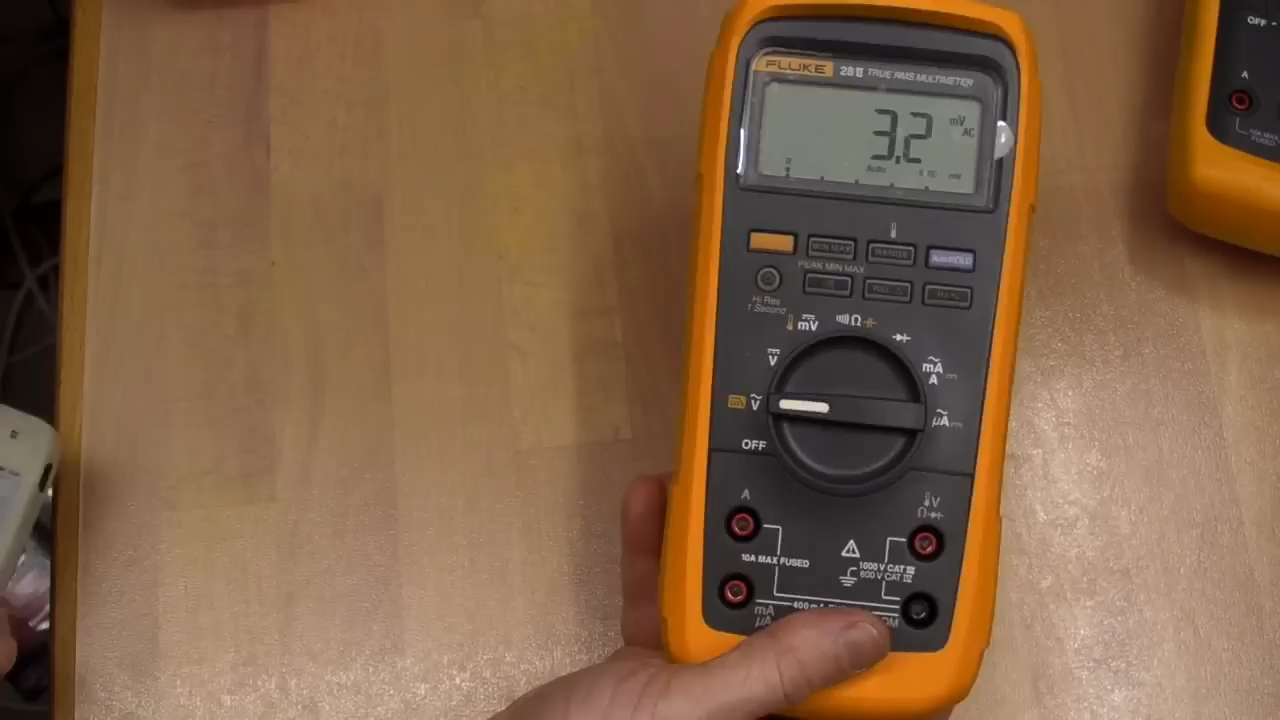 FLUKE 28 II TRUE RMS MULTIMETER
3.2 mV AC
Auto
mV
MIN MAX
RANGE
AutoHOLD
PEAK MIN MAX
Hi Res
1 Second
mV
Ω
V
mA
A
V
µA
OFF
A
V
Ω
10A MAX FUSED
1000 V CAT III
600 V CAT IV
mA
µA
OFF
A